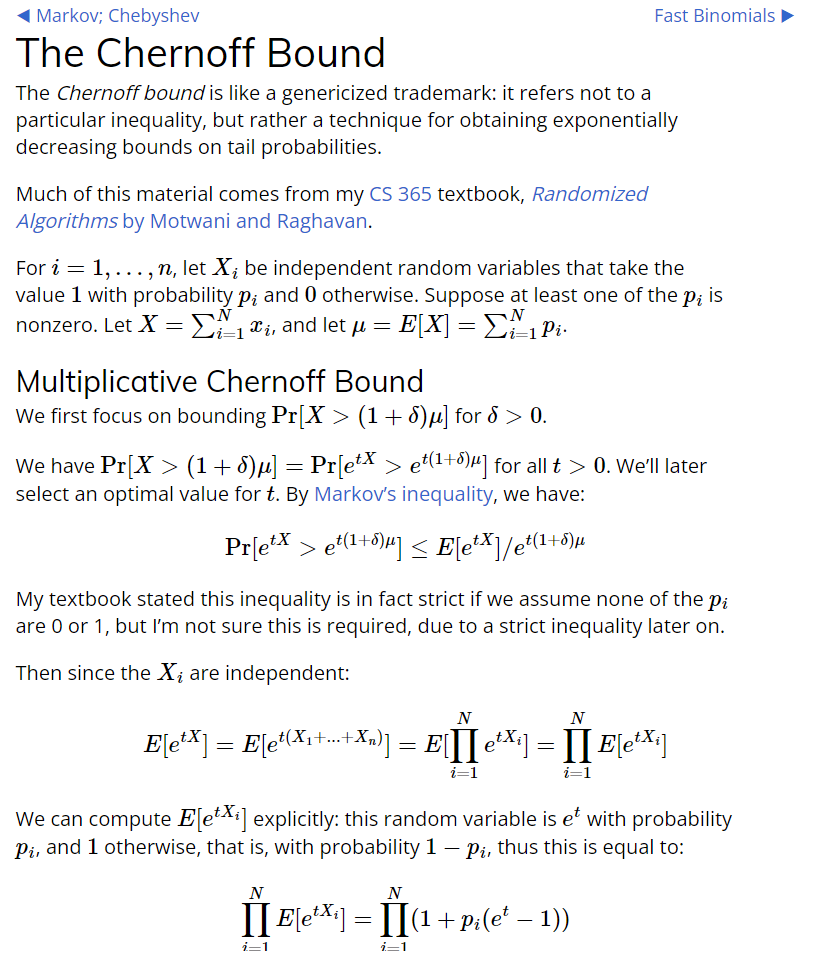 ◀ Markov; Chebyshev Fast Binomials ▶
The Chernoff Bound
The Chernoff bound is like a genericized trademark: it refers not to a
particular inequality, but rather a technique for obtaining exponentially
decreasing bounds on tail probabilities.
Much of this material comes from my CS 365 textbook, Randomized
Algorithms by Motwani and Raghavan.
For $i = 1, \ldots, n$, let $X_i$ be independent random variables that take the
value $1$ with probability $p_i$ and $0$ otherwise. Suppose at least one of the $p_i$ is
nonzero. Let $X = \sum_{i=1}^{N} x_i$, and let $\mu = E[X] = \sum_{i=1}^{N} p_i$.
Multiplicative Chernoff Bound
We first focus on bounding $\Pr[X > (1 + \delta)\mu]$ for $\delta > 0$.
We have $\Pr[X > (1 + \delta)\mu] = \Pr[e^{tX} > e^{t(1+\delta)\mu}]$ for all $t > 0$. We'll later
select an optimal value for $t$. By Markov's inequality, we have:
$\Pr[e^{tX} > e^{t(1+\delta)\mu}] \leq E[e^{tX}]/e^{t(1+\delta)\mu}$
My textbook stated this inequality is in fact strict if we assume none of the $p_i$
are 0 or 1, but I'm not sure this is required, due to a strict inequality later on.
Then since the $X_i$ are independent:
$E[e^{tX}] = E[e^{t(X_1+\ldots+X_n)}] = E[\prod_{i=1}^{N} e^{tX_i}] = \prod_{i=1}^{N} E[e^{tX_i}]$
We can compute $E[e^{tX_i}]$ explicitly: this random variable is $e^t$ with probability
$p_i$, and $1$ otherwise, that is, with probability $1 - p_i$, thus this is equal to:
$\prod_{i=1}^{N} E[e^{tX_i}] = \prod_{i=1}^{N} (1 + p_i(e^t - 1))$